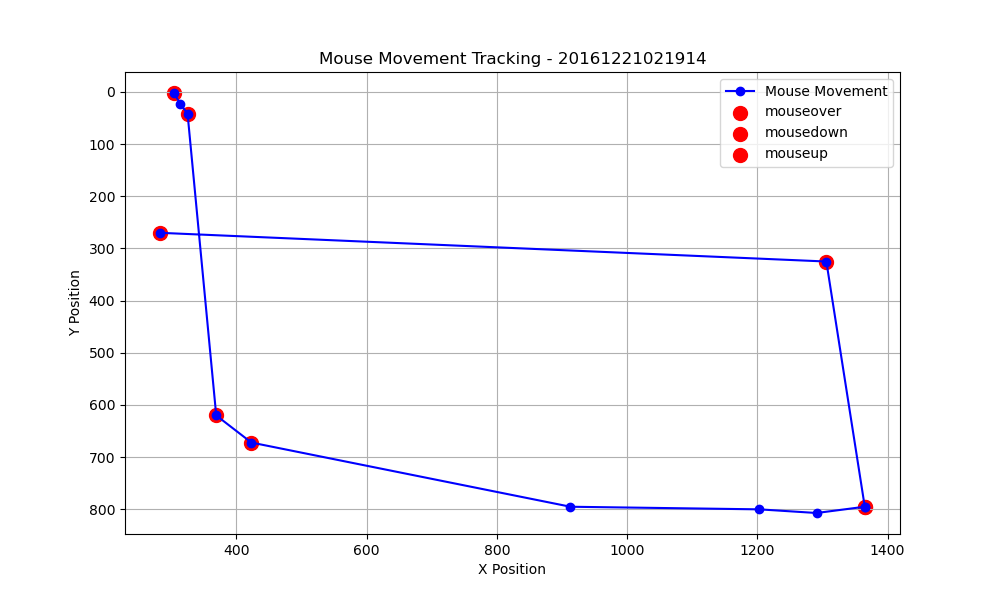 Mouse Movement Tracking - 20161221021914
Mouse Movement
mouseover
mousedown
mouseup
0
100
200
300
400
500
600
700
800
Y Position
400
600
800
1000
1200
1400
X Position